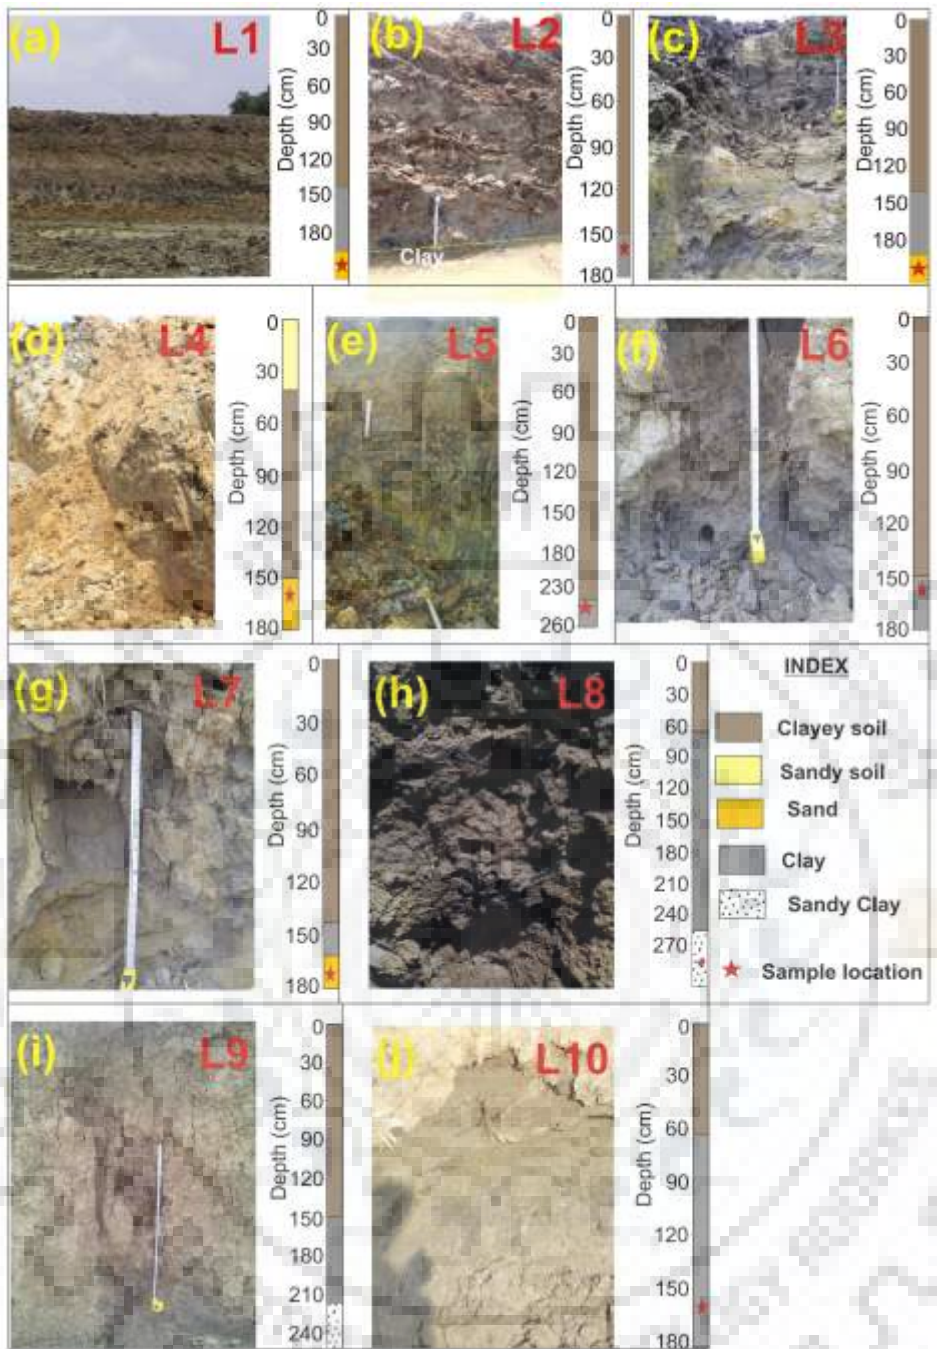 (a) L1
Depth (cm)
0
30
60
90
120
150
180
(b) L2
Clay
Depth (cm)
0
30
60
90
120
150
180
(c) L3
Depth (cm)
0
30
60
90
120
150
180
(d) L4
Depth (cm)
0
30
60
90
120
150
180
(e) L5
Depth (cm)
0
30
60
90
120
150
180
230
260
(f) L6
Depth (cm)
0
30
60
90
120
150
180
(g) L7
Depth (cm)
0
30
60
90
120
150
180
(h) L8
Depth (cm)
0
30
60
90
120
150
180
210
240
270
INDEX
Clayey soil
Sandy soil
Sand
Clay
Sandy Clay
Sample location
(i) L9
Depth (cm)
0
30
60
90
120
150
180
210
240
(j) L10
Depth (cm)
0
30
60
90
120
150
180